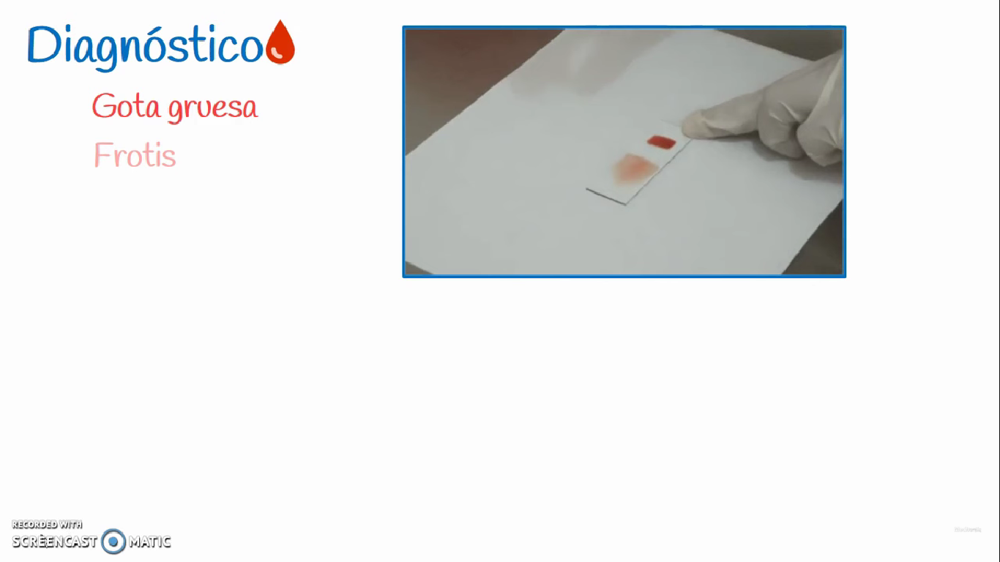 Diagnóstico
Gota gruesa
Frotis
RECORDED WITH
SCREENCAST MATIC